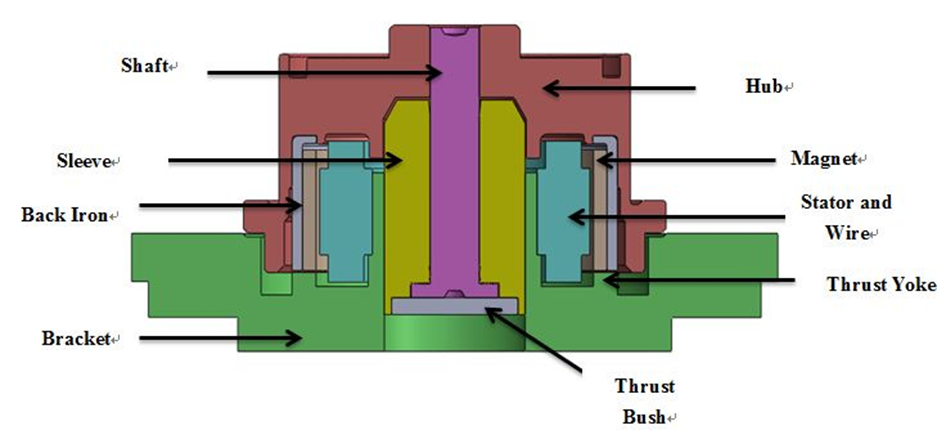 Shaft↵
Hub↵
Sleeve↵
Magnet↵
Back Iron↵
Stator and
Wire↵
Thrust Yoke
Bracket↵
Thrust
Bush↵